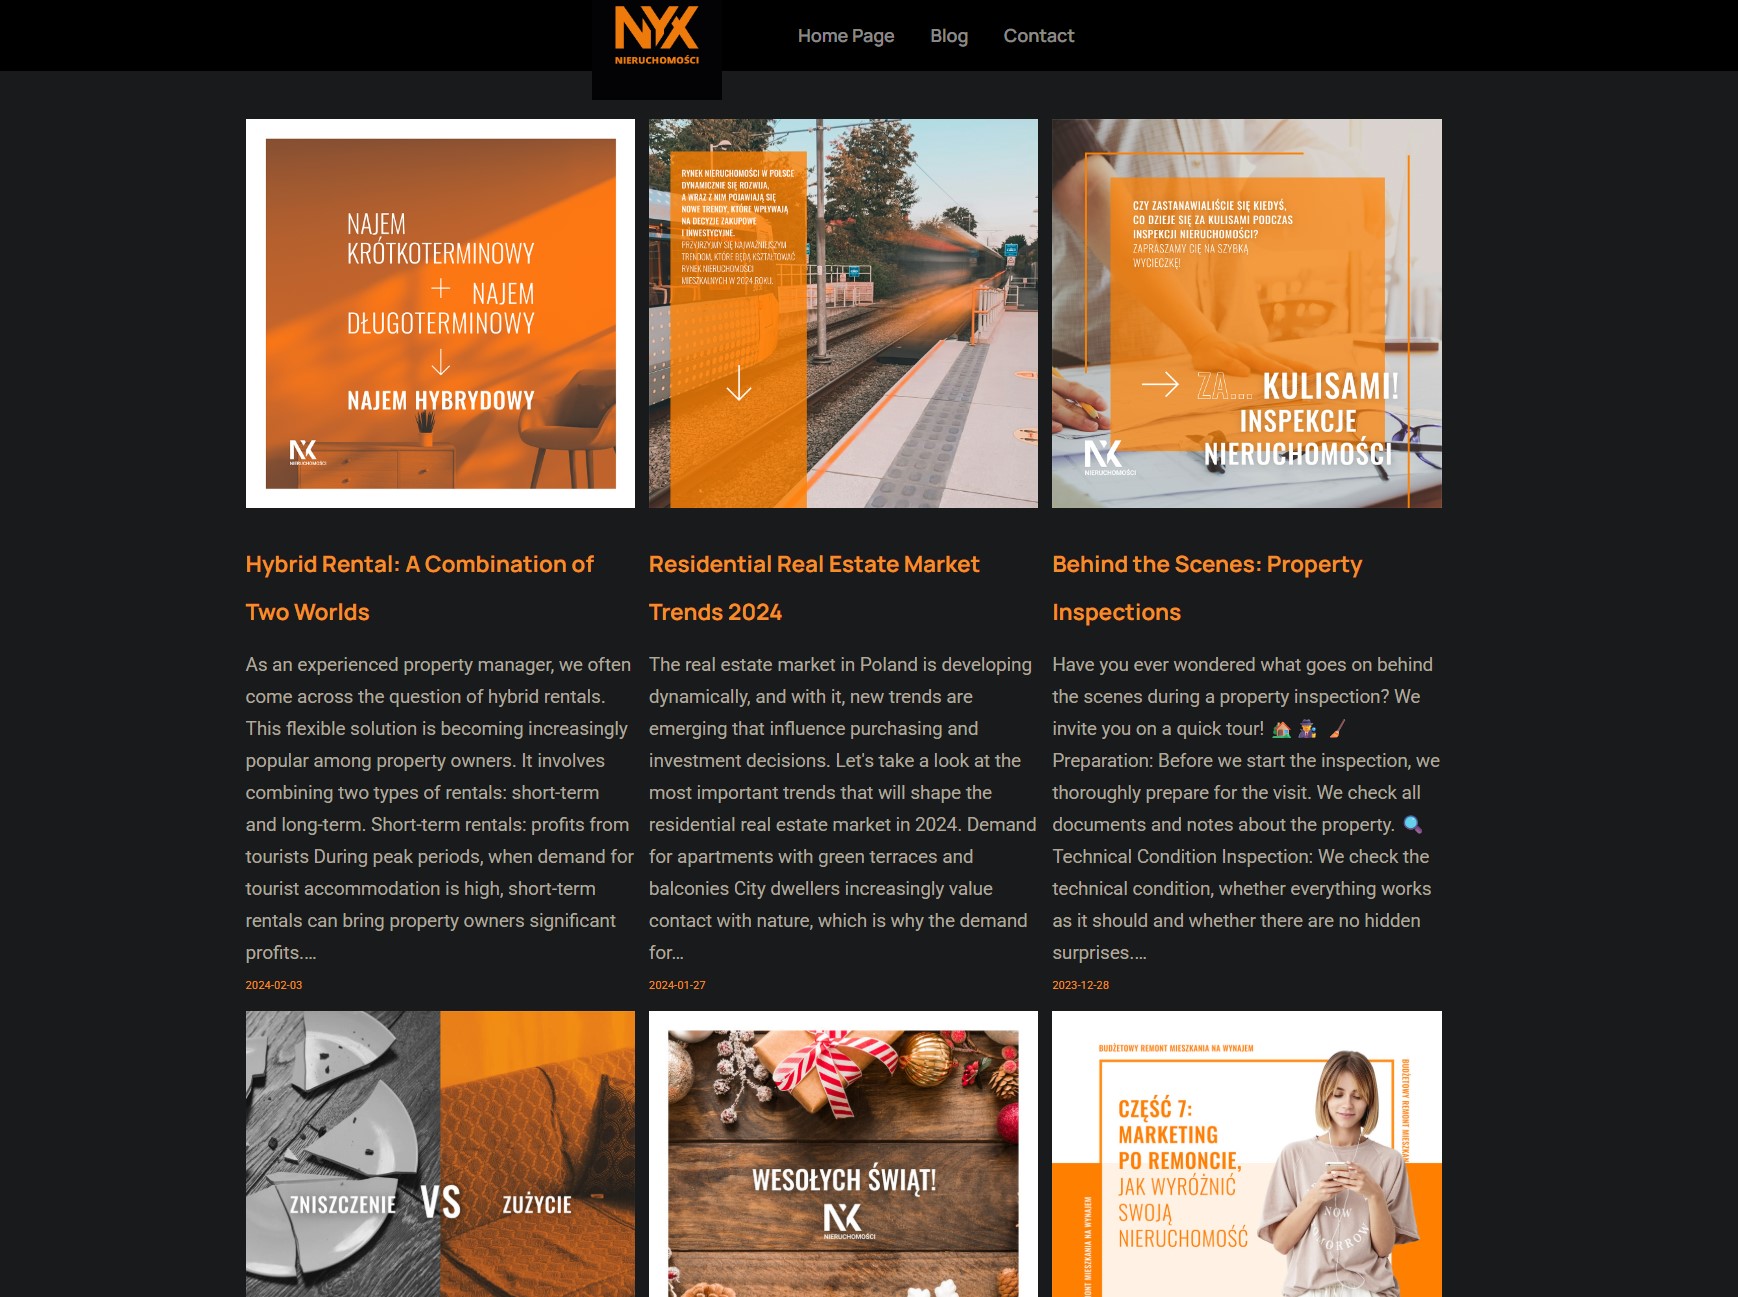 NYX
NIERUCHOMOŚCI
Home Page
Blog
Contact
NAJEM
KRÓTKOTERMINOWY
+ NAJEM
DŁUGOTERMINOWY
NAJEM HYBRYDOWY
NYX
NIERUCHOMOŚCI
RYNEK NIERUCHOMOŚCI W POLSCE
DYNAMICZNIE SIĘ ROZWIJA,
A WRAZ Z NIM POJAWIAJĄ SIĘ
NOWE TRENDY, KTÓRE WPŁYWAJĄ
NA DECYZJE ZAKUPOWE
I INWESTYCYJNE.
PRZYJRZYJMY SIĘ NAJWAŻNIEJSZYM
TRENDOM, KTÓRE BĘDĄ KSZTAŁTOWAĆ
RYNEK NIERUCHOMOŚCI
MIESZKALNYCH W 2024 ROKU.
CZY ZASTANAWIALIŚCIE SIĘ KIEDYŚ,
CO DZIEJE SIĘ ZA KULISAMI PODCZAS
INSPEKCJI NIERUCHOMOŚCI?
ZAPRASZAMY CIĘ NA SZYBKĄ
WYCIECZKĘ!
ZA... KULISAMI!
INSPEKCJE
NIERUCHOMOŚCI
NYX
NIERUCHOMOŚCI
Hybrid Rental: A Combination of
Two Worlds
As an experienced property manager, we often
come across the question of hybrid rentals.
This flexible solution is becoming increasingly
popular among property owners. It involves
combining two types of rentals: short-term
and long-term. Short-term rentals: profits from
tourists During peak periods, when demand for
tourist accommodation is high, short-term
rentals can bring property owners significant
profits....
2024-02-03
Residential Real Estate Market
Trends 2024
The real estate market in Poland is developing
dynamically, and with it, new trends are
emerging that influence purchasing and
investment decisions. Let's take a look at the
most important trends that will shape the
residential real estate market in 2024. Demand
for apartments with green terraces and
balconies City dwellers increasingly value
contact with nature, which is why the demand
for...
2024-01-27
Behind the Scenes: Property
Inspections
Have you ever wondered what goes on behind
the scenes during a property inspection? We
invite you on a quick tour! 🏠 🕵️ 🖌️
Preparation: Before we start the inspection, we
thoroughly prepare for the visit. We check all
documents and notes about the property. 🔍
Technical Condition Inspection: We check the
technical condition, whether everything works
as it should and whether there are no hidden
surprises....
2023-12-28
ZNISZCZENIE VS ZUŻYCIE
WESOŁYCH ŚWIĄT!
NYX
NIERUCHOMOŚCI
BUDŻETOWY REMONT MIESZKANIA NA WYNAJEM
CZĘŚĆ 7:
MARKETING
PO REMONCIE,
JAK WYRÓŻNIĆ
SWOJĄ
NIERUCHOMOŚĆ
BUDŻETOWY REMONT
MIESZKANIA NA WYNAJEM
NOW